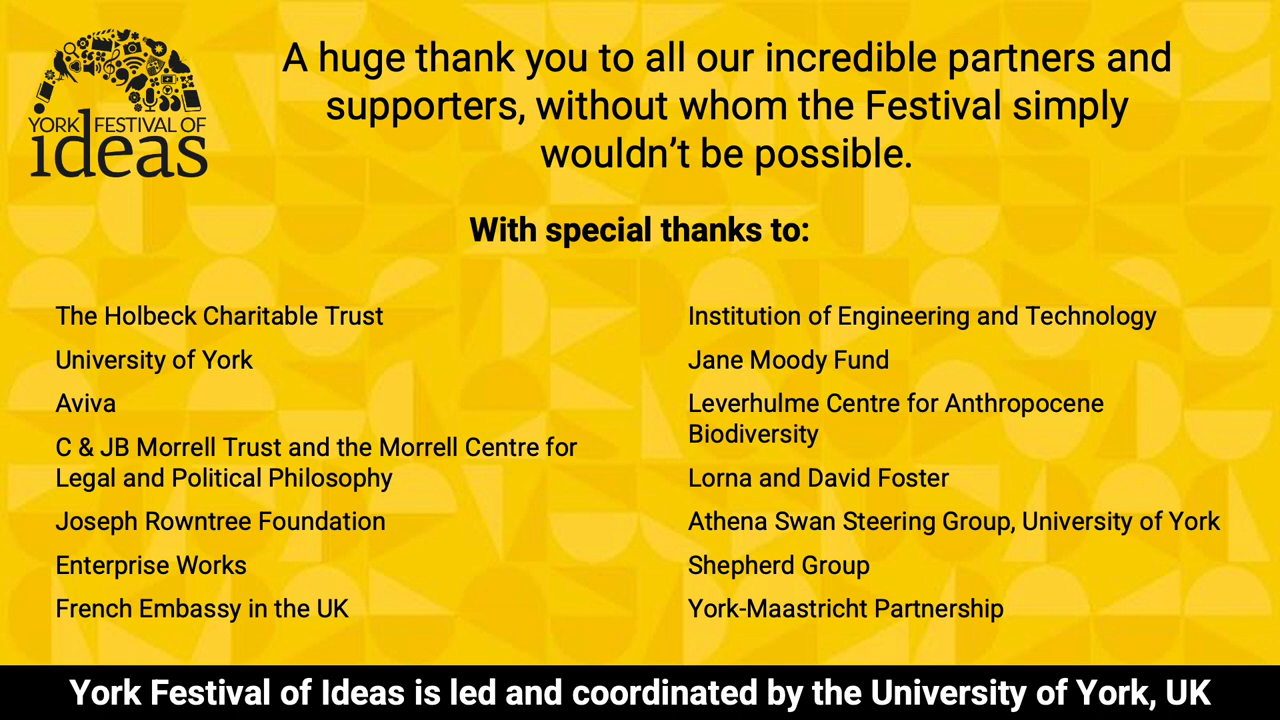 YORK FESTIVAL OF
ideas
A huge thank you to all our incredible partners and
supporters, without whom the Festival simply
wouldn’t be possible.
With special thanks to:
The Holbeck Charitable Trust
University of York
Aviva
C & JB Morrell Trust and the Morrell Centre for
Legal and Political Philosophy
Joseph Rowntree Foundation
Enterprise Works
French Embassy in the UK
Institution of Engineering and Technology
Jane Moody Fund
Leverhulme Centre for Anthropocene
Biodiversity
Lorna and David Foster
Athena Swan Steering Group, University of York
Shepherd Group
York-Maastricht Partnership
York Festival of Ideas is led and coordinated by the University of York, UK